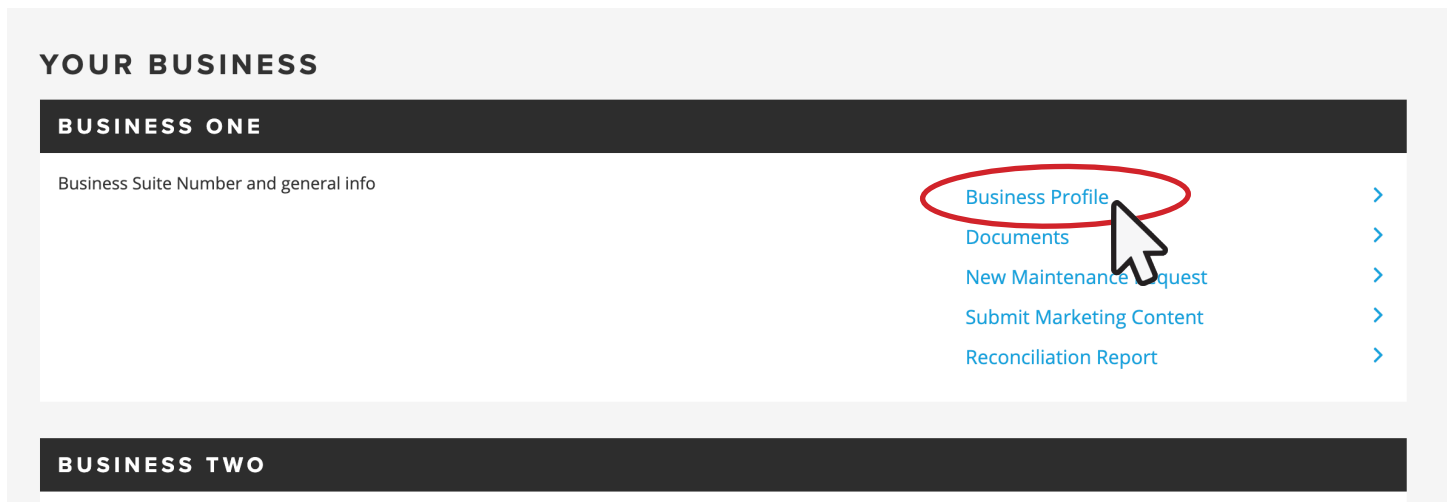 YOUR BUSINESS
BUSINESS ONE
Business Suite Number and general info
Business Profile
Documents
New Maintenance quest
Submit Marketing Content
Reconciliation Report
BUSINESS TWO